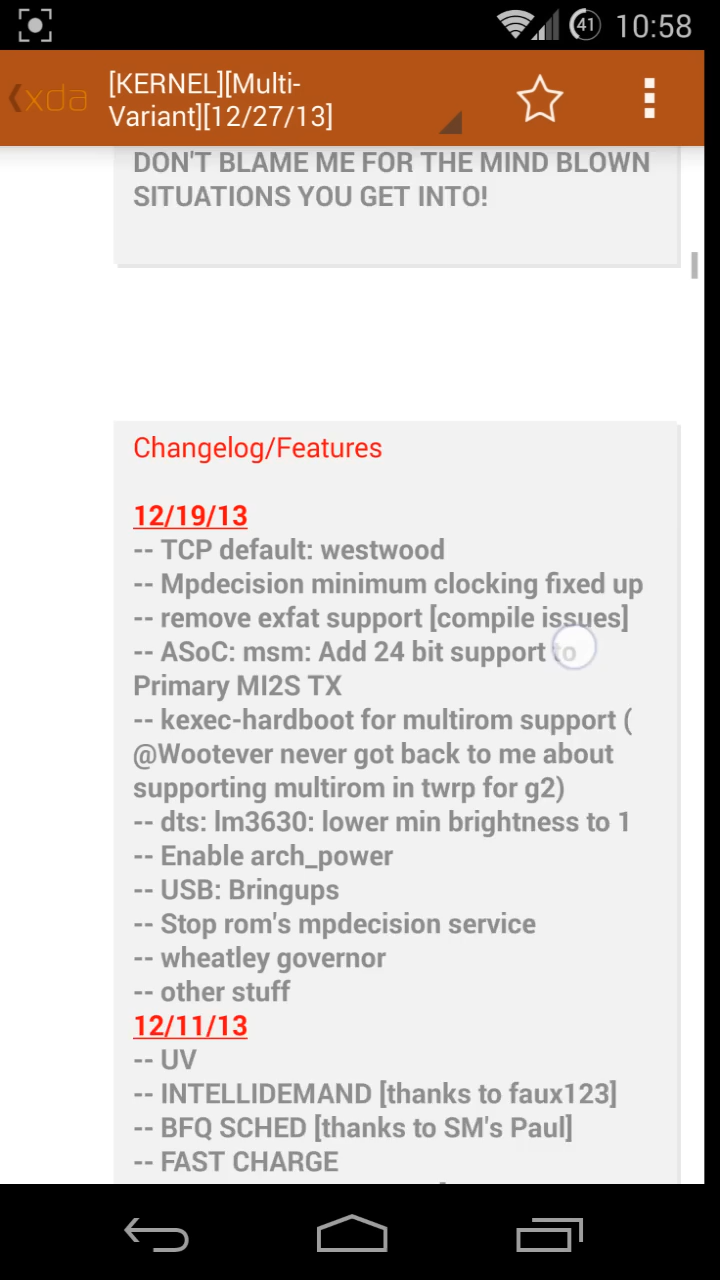 41 10:58
xda
[KERNEL][Multi-
Variant][12/27/13]
DON'T BLAME ME FOR THE MIND BLOWN
SITUATIONS YOU GET INTO!
Changelog/Features
12/19/13
-- TCP default: westwood
-- Mpdecision minimum clocking fixed up
-- remove exfat support [compile issues]
-- ASoC: msm: Add 24 bit support to
Primary MI2S TX
-- kexec-hardboot for multirom support (
@Wootever never got back to me about
supporting multirom in twrp for g2)
-- dts: lm3630: lower min brightness to 1
-- Enable arch_power
-- USB: Bringups
-- Stop rom's mpdecision service
-- wheatley governor
-- other stuff
12/11/13
-- UV
-- INTELLIDEMAND [thanks to faux123]
-- BFQ SCHED [thanks to SM's Paul]
-- FAST CHARGE